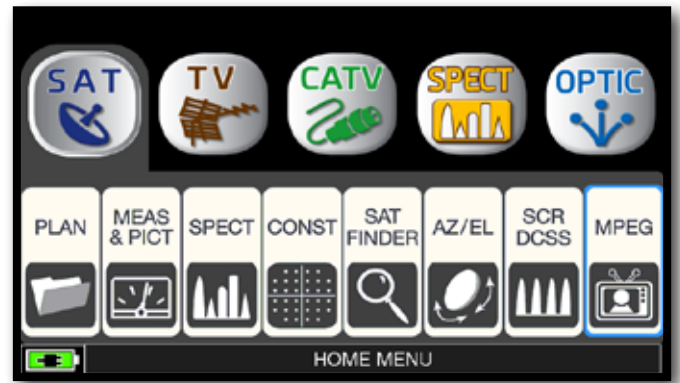 SAT
TV
CATV
SPECT
OPTIC
PLAN
MEAS
& PICT
SPECT
CONST
SAT
FINDER
AZ/EL
SCR
DCSS
MPEG
HOME MENU